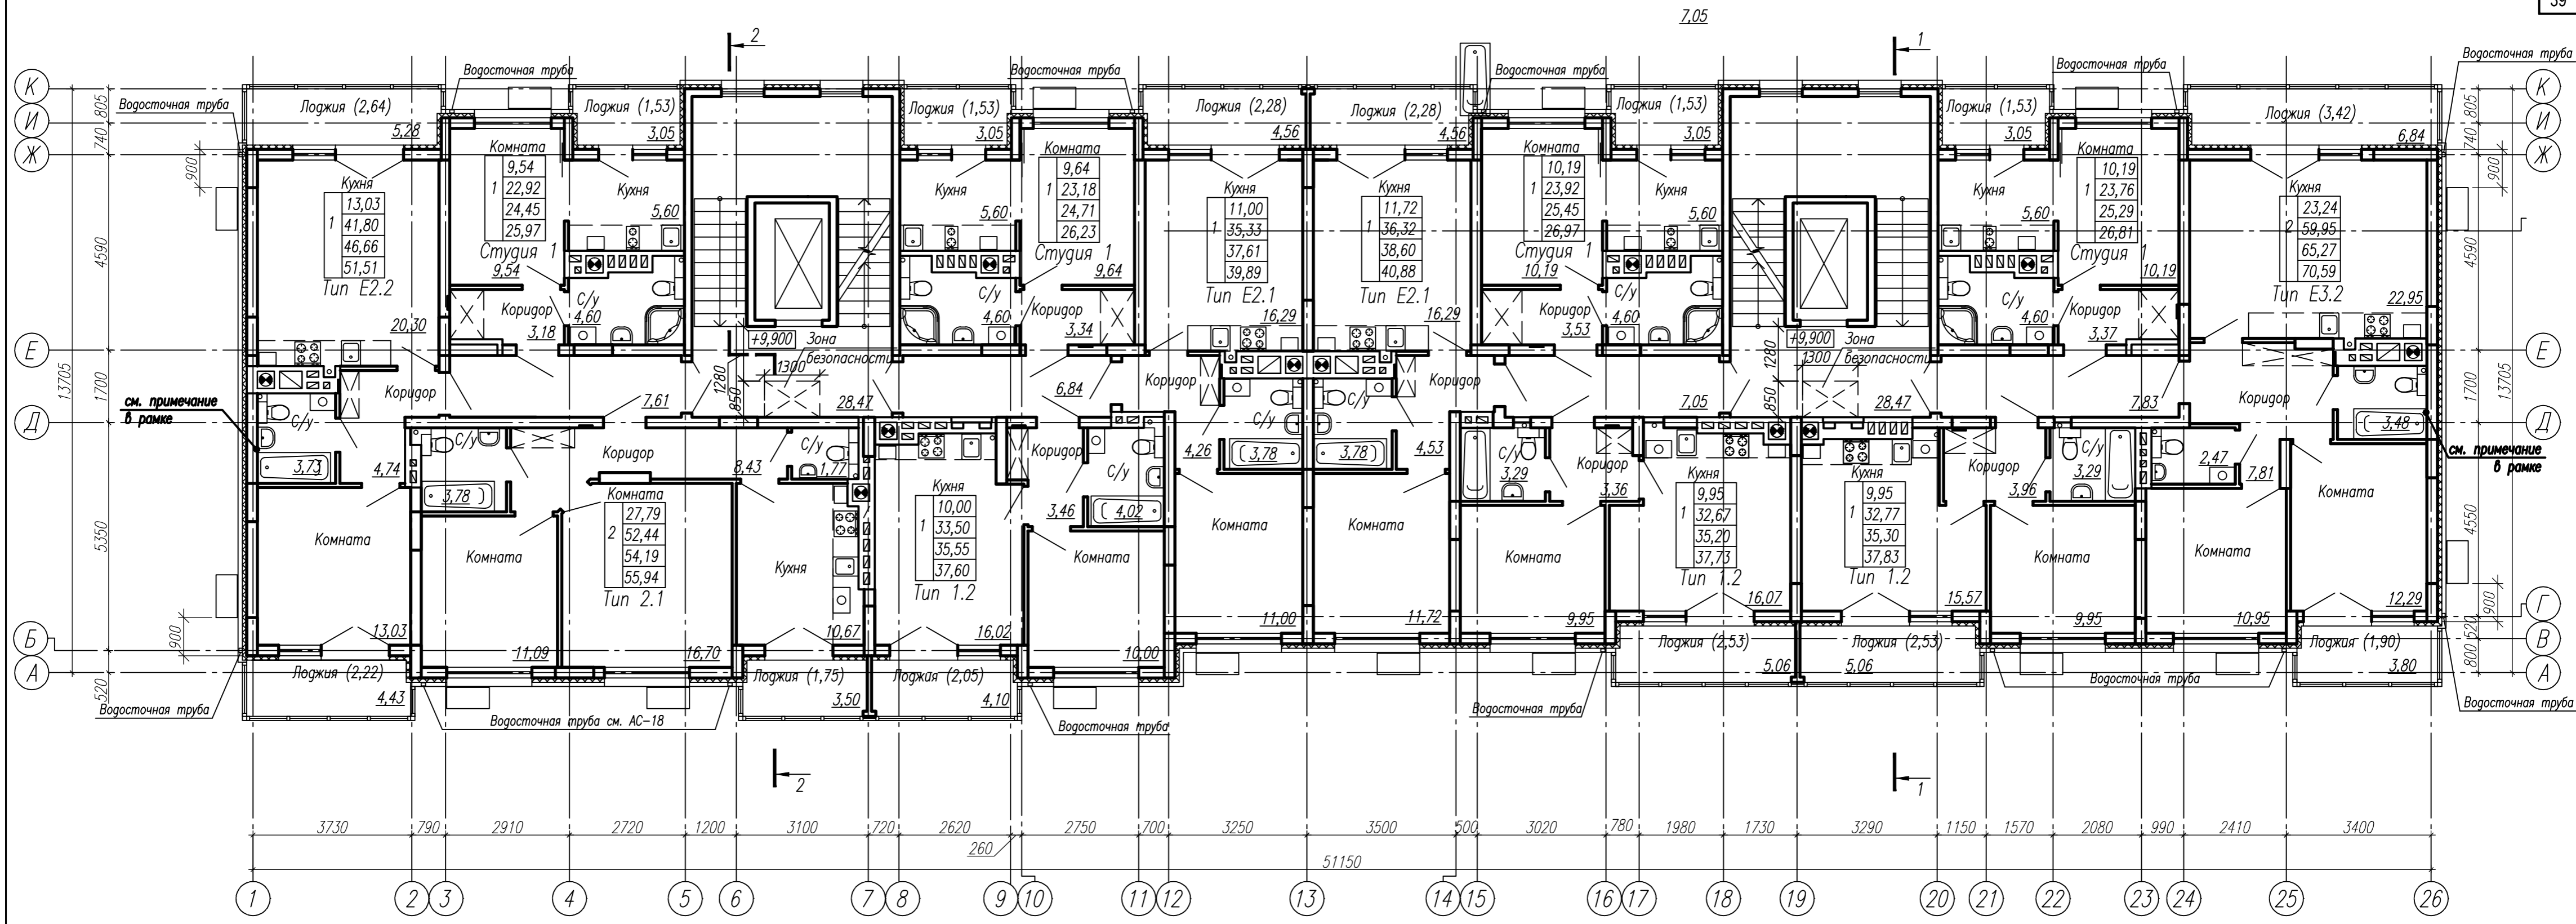 39
7,05
2
1
Водосточная труба
Водосточная труба
Водосточная труба
Водосточная труба
Водосточная труба
Водосточная труба
К
И
Ж
Е
Д
Б
А
К
И
Ж
Е
Д
Г
В
А
805
740
900
4590
13705
1700
5350
900
520
805
740
900
4590
13705
1700
4550
900
520
800
Лоджия (2,64)
5,28
Лоджия (1,53)
3,05
Лоджия (1,53)
3,05
Лоджия (2,28)
4,56
Лоджия (2,28)
4,56
Лоджия (1,53)
3,05
Лоджия (1,53)
3,05
Лоджия (3,42)
6,84
Кухня
1
13,03
41,80
46,66
51,51
Тип Е2.2
20,30
Комната
1
9,54
22,92
24,45
25,97
Студия 1
9,54
Кухня
5,60
Коридор
3,18
С/у
4,60
Кухня
5,60
Комната
1
9,64
23,18
24,71
26,23
Студия 1
9,64
С/у
4,60
Коридор
3,34
Кухня
1
11,00
35,33
37,61
39,89
Тип Е2.1
16,29
Кухня
1
11,72
36,32
38,60
40,88
Тип Е2.1
16,29
Комната
1
10,19
23,92
25,45
26,97
Студия 1
10,19
Кухня
5,60
Коридор
3,53
С/у
4,60
Кухня
5,60
Комната
1
10,19
23,76
25,29
26,81
Студия 1
10,19
С/у
4,60
Коридор
3,37
Кухня
2
23,24
59,95
65,27
70,59
Тип Е3.2
22,95
+9,900
Зона
безопасности
1280
1300
850
28,47
7,61
6,84
+9,900
Зона
безопасности
1280
1300
850
28,47
7,05
7,83
см. примечание
в рамке
см. примечание
в рамке
Коридор
С/у
3,73
4,74
С/у
3,78
Коридор
8,43
С/у
1,77
Коридор
С/у
3,46
4,02
Коридор
С/у
4,26
3,78
С/у
Коридор
3,78
4,53
С/у
3,29
Коридор
3,36
Коридор
3,96
С/у
3,29
2,47
7,81
Коридор
3,48
Комната
13,03
Комната
11,09
Комната
2
27,79
52,44
54,19
55,94
Тип 2.1
16,70
Кухня
10,67
Кухня
1
10,00
33,50
35,55
37,60
Тип 1.2
16,02
Комната
10,00
Комната
11,00
Комната
11,72
Комната
9,95
Кухня
1
9,95
32,67
35,20
37,73
Тип 1.2
16,07
Кухня
1
9,95
32,77
35,30
37,83
Тип 1.2
15,57
Комната
9,95
Комната
10,95
Комната
12,29
Лоджия (2,22)
4,43
Лоджия (1,75)
3,50
Лоджия (2,05)
4,10
Лоджия (2,53)
5,06
Лоджия (2,53)
5,06
Лоджия (1,90)
3,80
Водосточная труба
Водосточная труба см. АС-18
Водосточная труба
Водосточная труба
Водосточная труба
Водосточная труба
2
1
3730 790 2910 2720 1200 3100 720 2620 260 2750 700 3250 3500 500 3020 780 1980 1730 3290 1150 1570 2080 990 2410 3400
51150
1 2 3 4 5 6 7 8 9 10 11 12 13 14 15 16 17 18 19 20 21 22 23 24 25 26